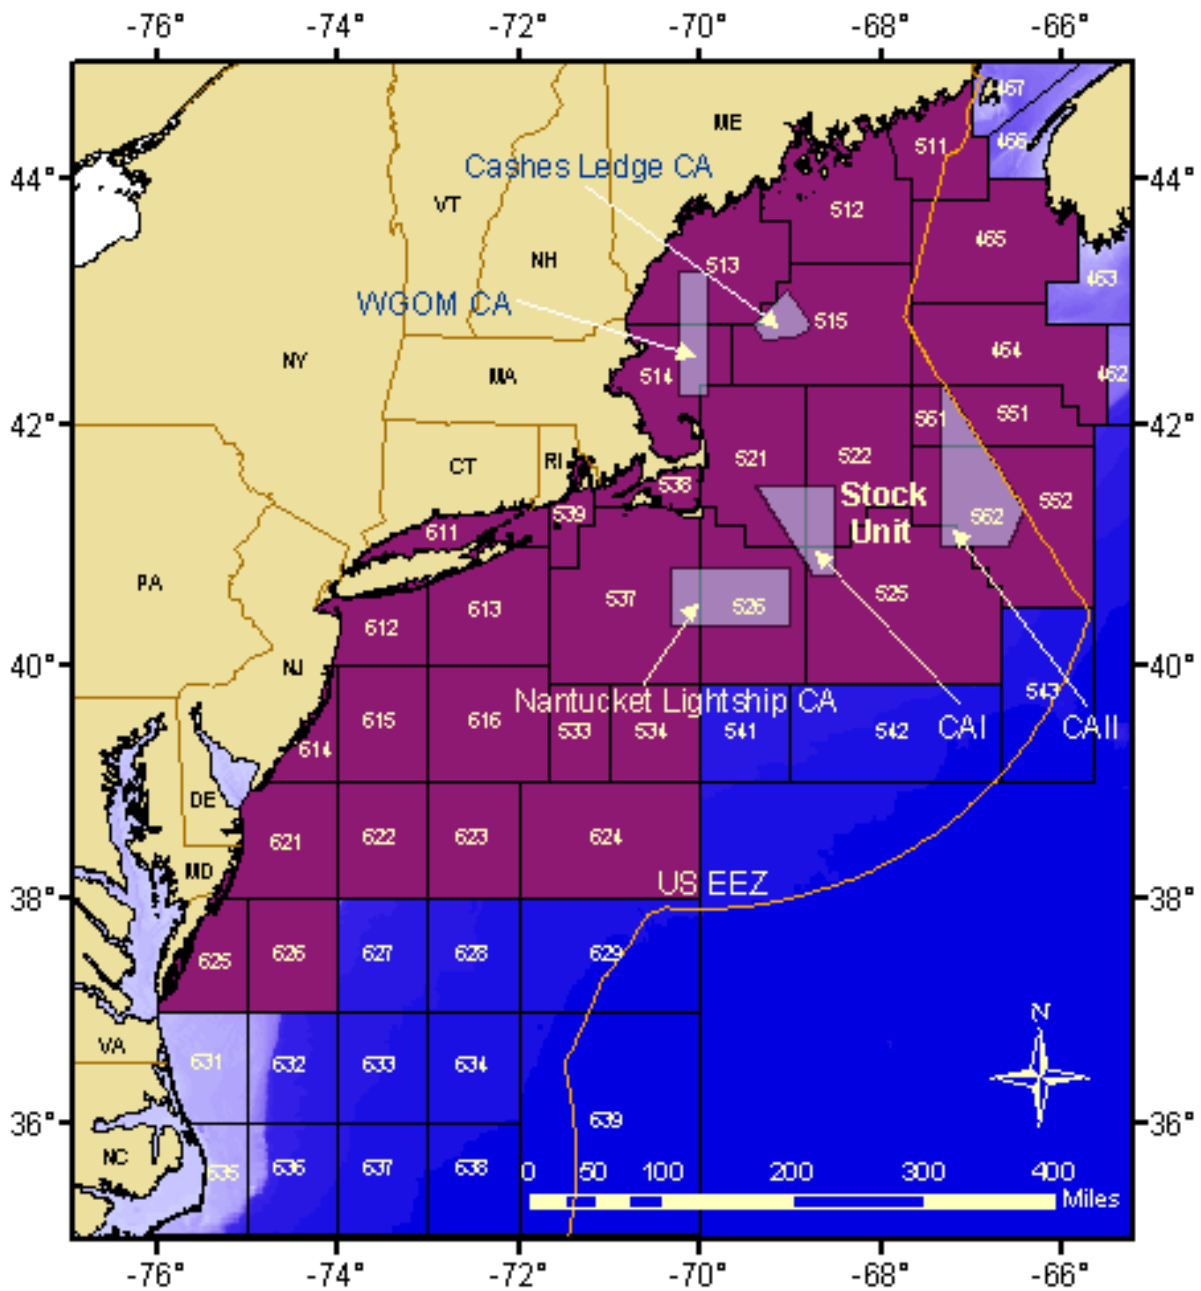 -76° -74° -72° -70° -68° -66°
467
ME
511
466
Cashes Ledge CA
44° 44°
VT
512
465
NH
513
463
WGOM CA
515
464
NY
MA
514
462
42° 42°
561
551
CT
RI
521
522
538
Stock
Unit
552
539
562
611
PA
537
526
525
613
612
NJ
40° 40°
543
Nantucket Lightship CA
615
616
533
534
541
542
CAI
CAII
614
DE
621
622
623
624
MD
US EEZ
38° 38°
625
626
627
628
629
N
VA
631
632
633
634
36° 36°
639
NC
635
636
637
638
0 50 100 200 300 400
Miles
-76° -74° -72° -70° -68° -66°